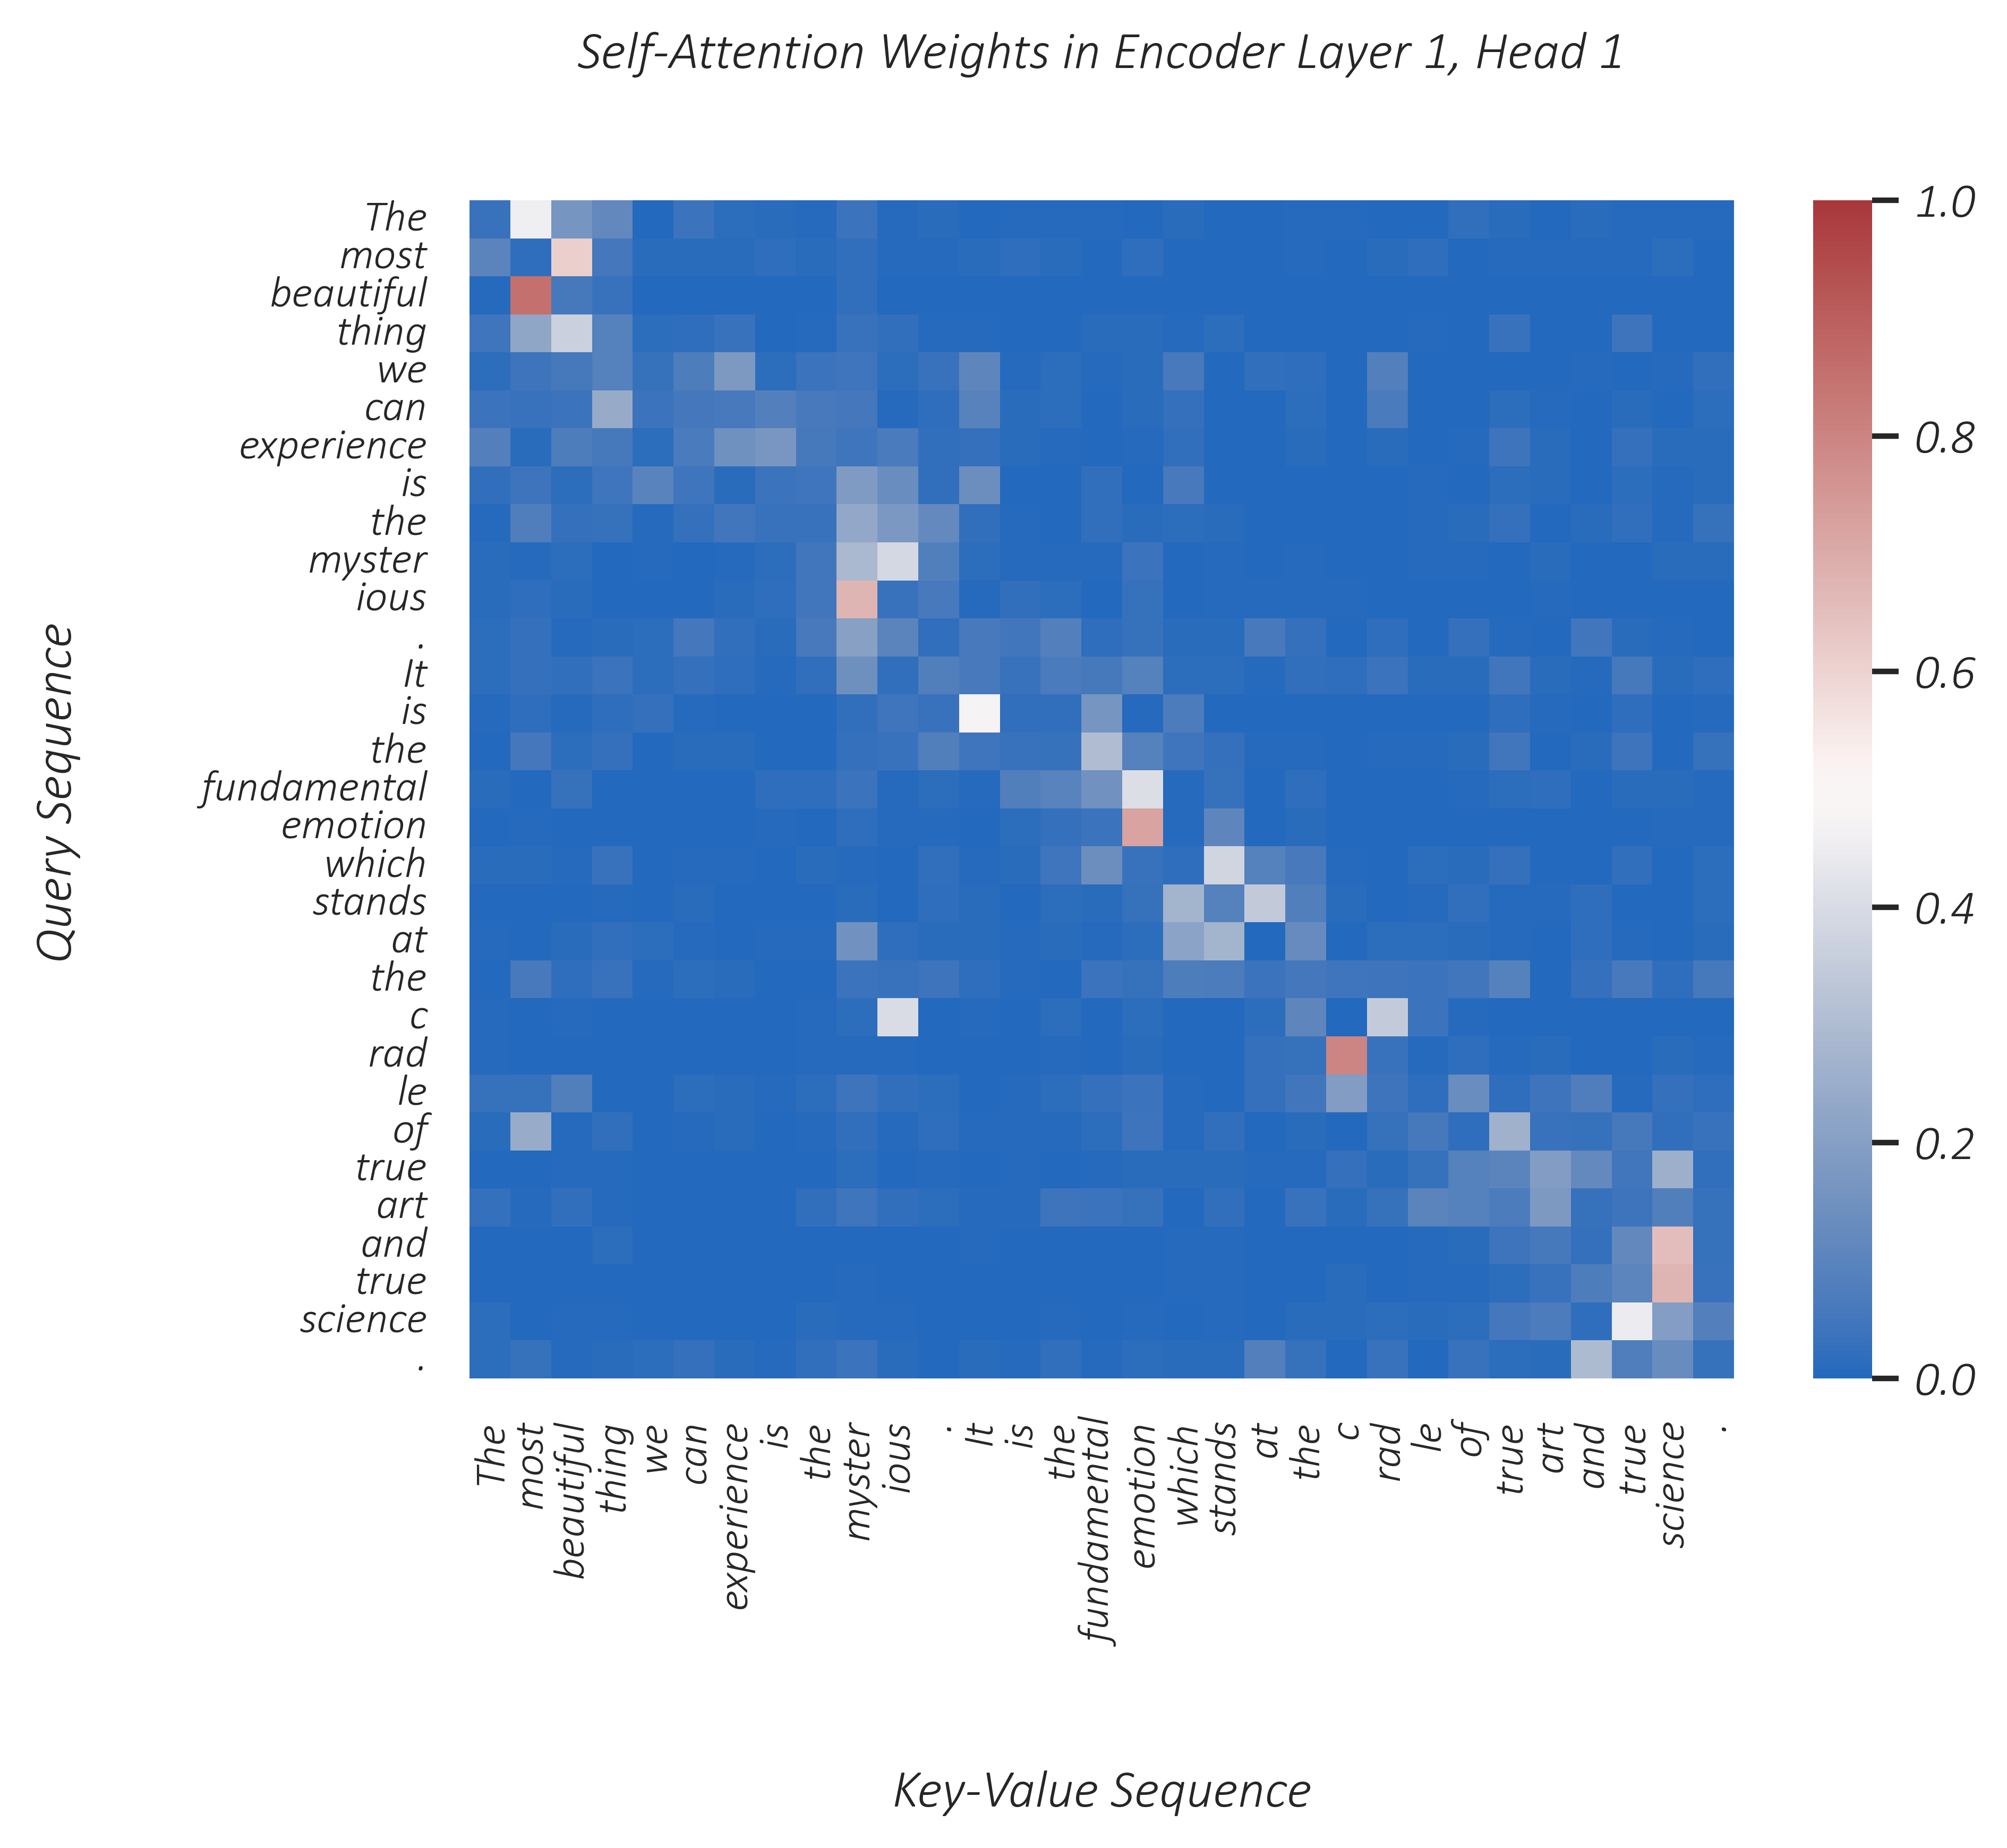 Self-Attention Weights in Encoder Layer 1, Head 1
Query Sequence
The
most
beautiful
thing
we
can
experience
is
the
myster
ious
.
It
is
the
fundamental
emotion
which
stands
at
the
c
rad
le
of
true
art
and
true
science
.
The
most
beautiful
thing
we
can
experience
is
the
myster
ious
.
It
is
the
fundamental
emotion
which
stands
at
the
c
rad
le
of
true
art
and
true
science
.
Key-Value Sequence
1.0
0.8
0.6
0.4
0.2
0.0